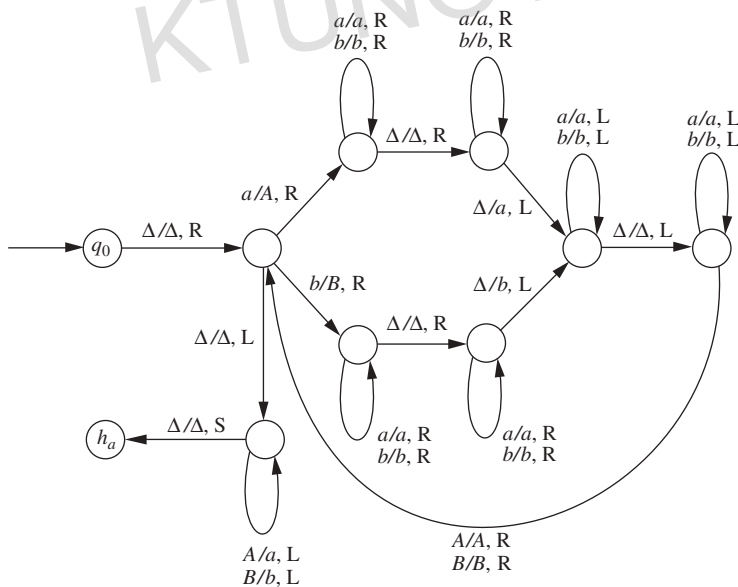 KTUNO
a/a, R
b/b, R
a/a, R
b/b, R
a/a, L
b/b, L
a/a, L
b/b, L
Δ/Δ, R
a/A, R
Δ/a, L
q0
Δ/Δ, R
Δ/Δ, L
b/B, R
Δ/b, L
Δ/Δ, L
Δ/Δ, R
ha
Δ/Δ, S
a/a, R
b/b, R
a/a, R
b/b, R
A/a, L
B/b, L
A/A, R
B/B, R